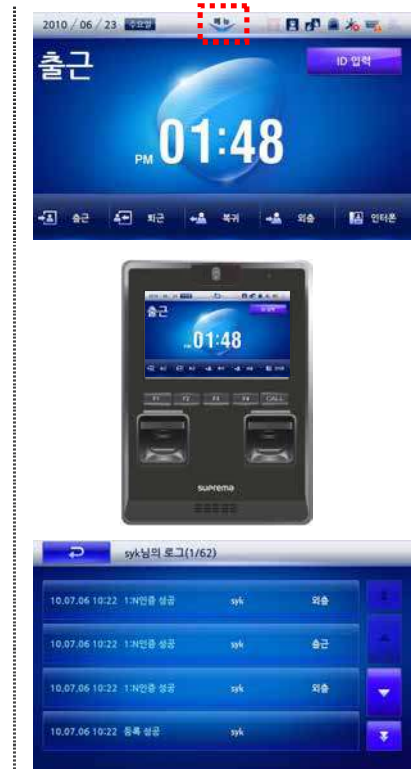 2010 / 06 / 23 수요일 메뉴
출근 ID 입력
PM 01:48
출근 퇴근 복귀 외출 인터폰
출근
01:48
F1 F2 F3 F4 CALL
suprema
syk님의 로그(1/62)
10.07.06 10:22 1:N인증 성공 syk 외출
10.07.06 10:22 1:N인증 성공 syk 출근
10.07.06 10:22 1:N인증 성공 syk 외출
10.07.06 10:22 등록 성공 syk